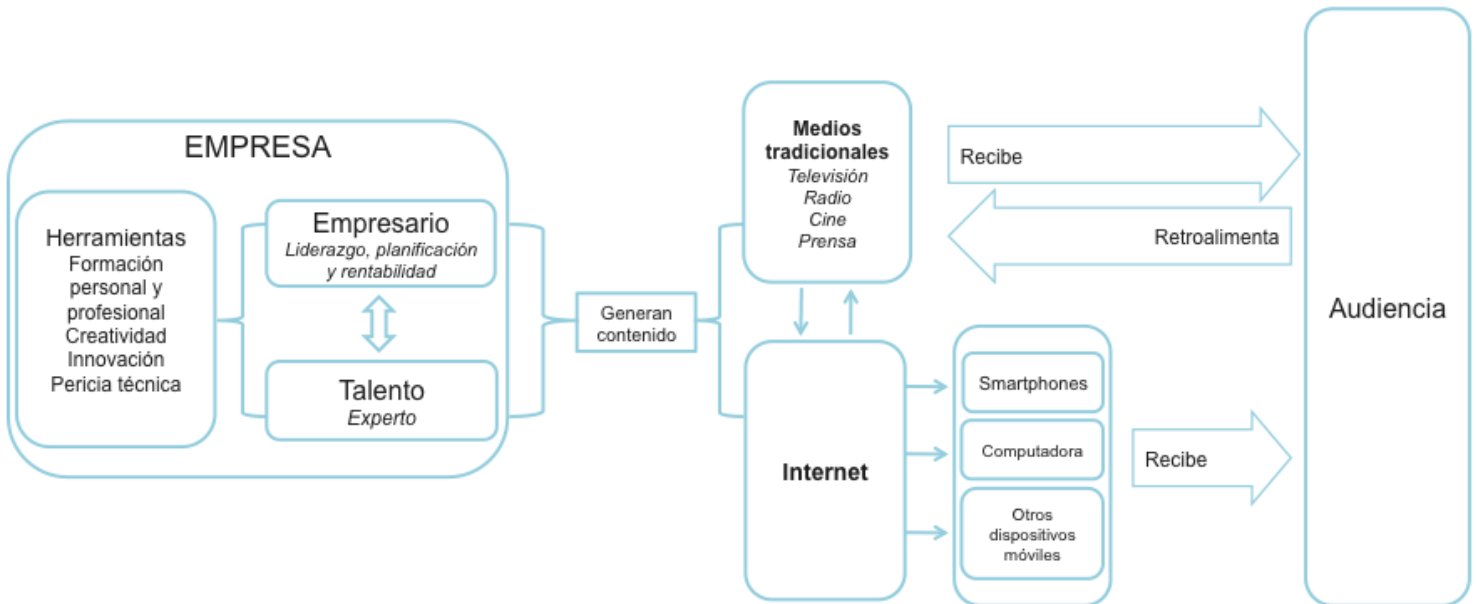 EMPRESA
Herramientas
Formación
personal y
profesional
Creatividad
Innovación
Pericia técnica
Empresario
Liderazgo, planificación
y rentabilidad
Talento
Experto
Generan
contenido
Medios
tradicionales
Televisión
Radio
Cine
Prensa
Internet
Smartphones
Computadora
Otros
dispositivos
móviles
Recibe
Retroalimenta
Recibe
Audiencia